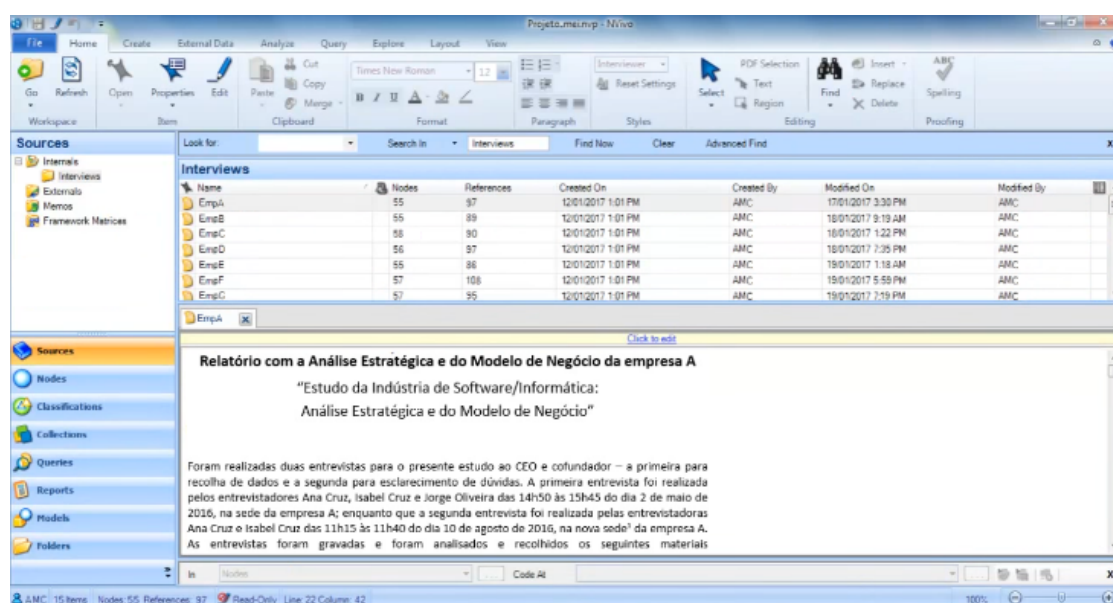 Projeto_mei.nvp - NVivo
File Home Create External Data Analyze Query Explore Layout View
Go Refresh Open Properties Edit Paste Cut Copy Merge Times New Roman 12 B I U A Interviewer Reset Settings Select PDF Selection Text Region Find Insert Replace Delete ABC Spelling
Workspace Item Clipboard Format Paragraph Styles Editing Proofing
Sources
Internals
Interviews
Externals
Memos
Framework Matrices
Look for: Search In Interviews Find Now Clear Advanced Find X
Interviews
Name Nodes References Created On Created By Modified On Modified By
EmpA 55 97 12/01/2017 1:01 PM AMC 17/01/2017 3:30 PM AMC
EmpB 55 89 12/01/2017 1:01 PM AMC 18/01/2017 9:19 AM AMC
EmpC 58 90 12/01/2017 1:01 PM AMC 18/01/2017 1:22 PM AMC
EmpD 56 97 12/01/2017 1:01 PM AMC 18/01/2017 7:35 PM AMC
EmpE 55 86 12/01/2017 1:01 PM AMC 19/01/2017 1:18 AM AMC
EmpF 57 108 12/01/2017 1:01 PM AMC 19/01/2017 5:59 PM AMC
EmpG 57 95 12/01/2017 1:01 PM AMC 19/01/2017 7:19 PM AMC
EmpA
Click to edit
Sources
Nodes
Classifications
Collections
Queries
Reports
Models
Folders
Relatório com a Análise Estratégica e do Modelo de Negócio da empresa A
“Estudo da Indústria de Software/Informática:
Análise Estratégica e do Modelo de Negócio”
Foram realizadas duas entrevistas para o presente estudo ao CEO e cofundador – a primeira para
recolha de dados e a segunda para esclarecimento de dúvidas. A primeira entrevista foi realizada
pelos entrevistadores Ana Cruz, Isabel Cruz e Jorge Oliveira das 14h50 às 15h45 do dia 2 de maio de
2016, na sede da empresa A; enquanto que a segunda entrevista foi realizada pelas entrevistadoras
Ana Cruz e Isabel Cruz das 11h15 às 11h40 do dia 10 de agosto de 2016, na nova sede³ da empresa A.
As entrevistas foram gravadas e foram analisados e recolhidos os seguintes materiais
In Nodes ... Code At ... X
AMC 15 Items Nodes: 55 References: 97 Read-Only Line: 22 Column: 42 100%